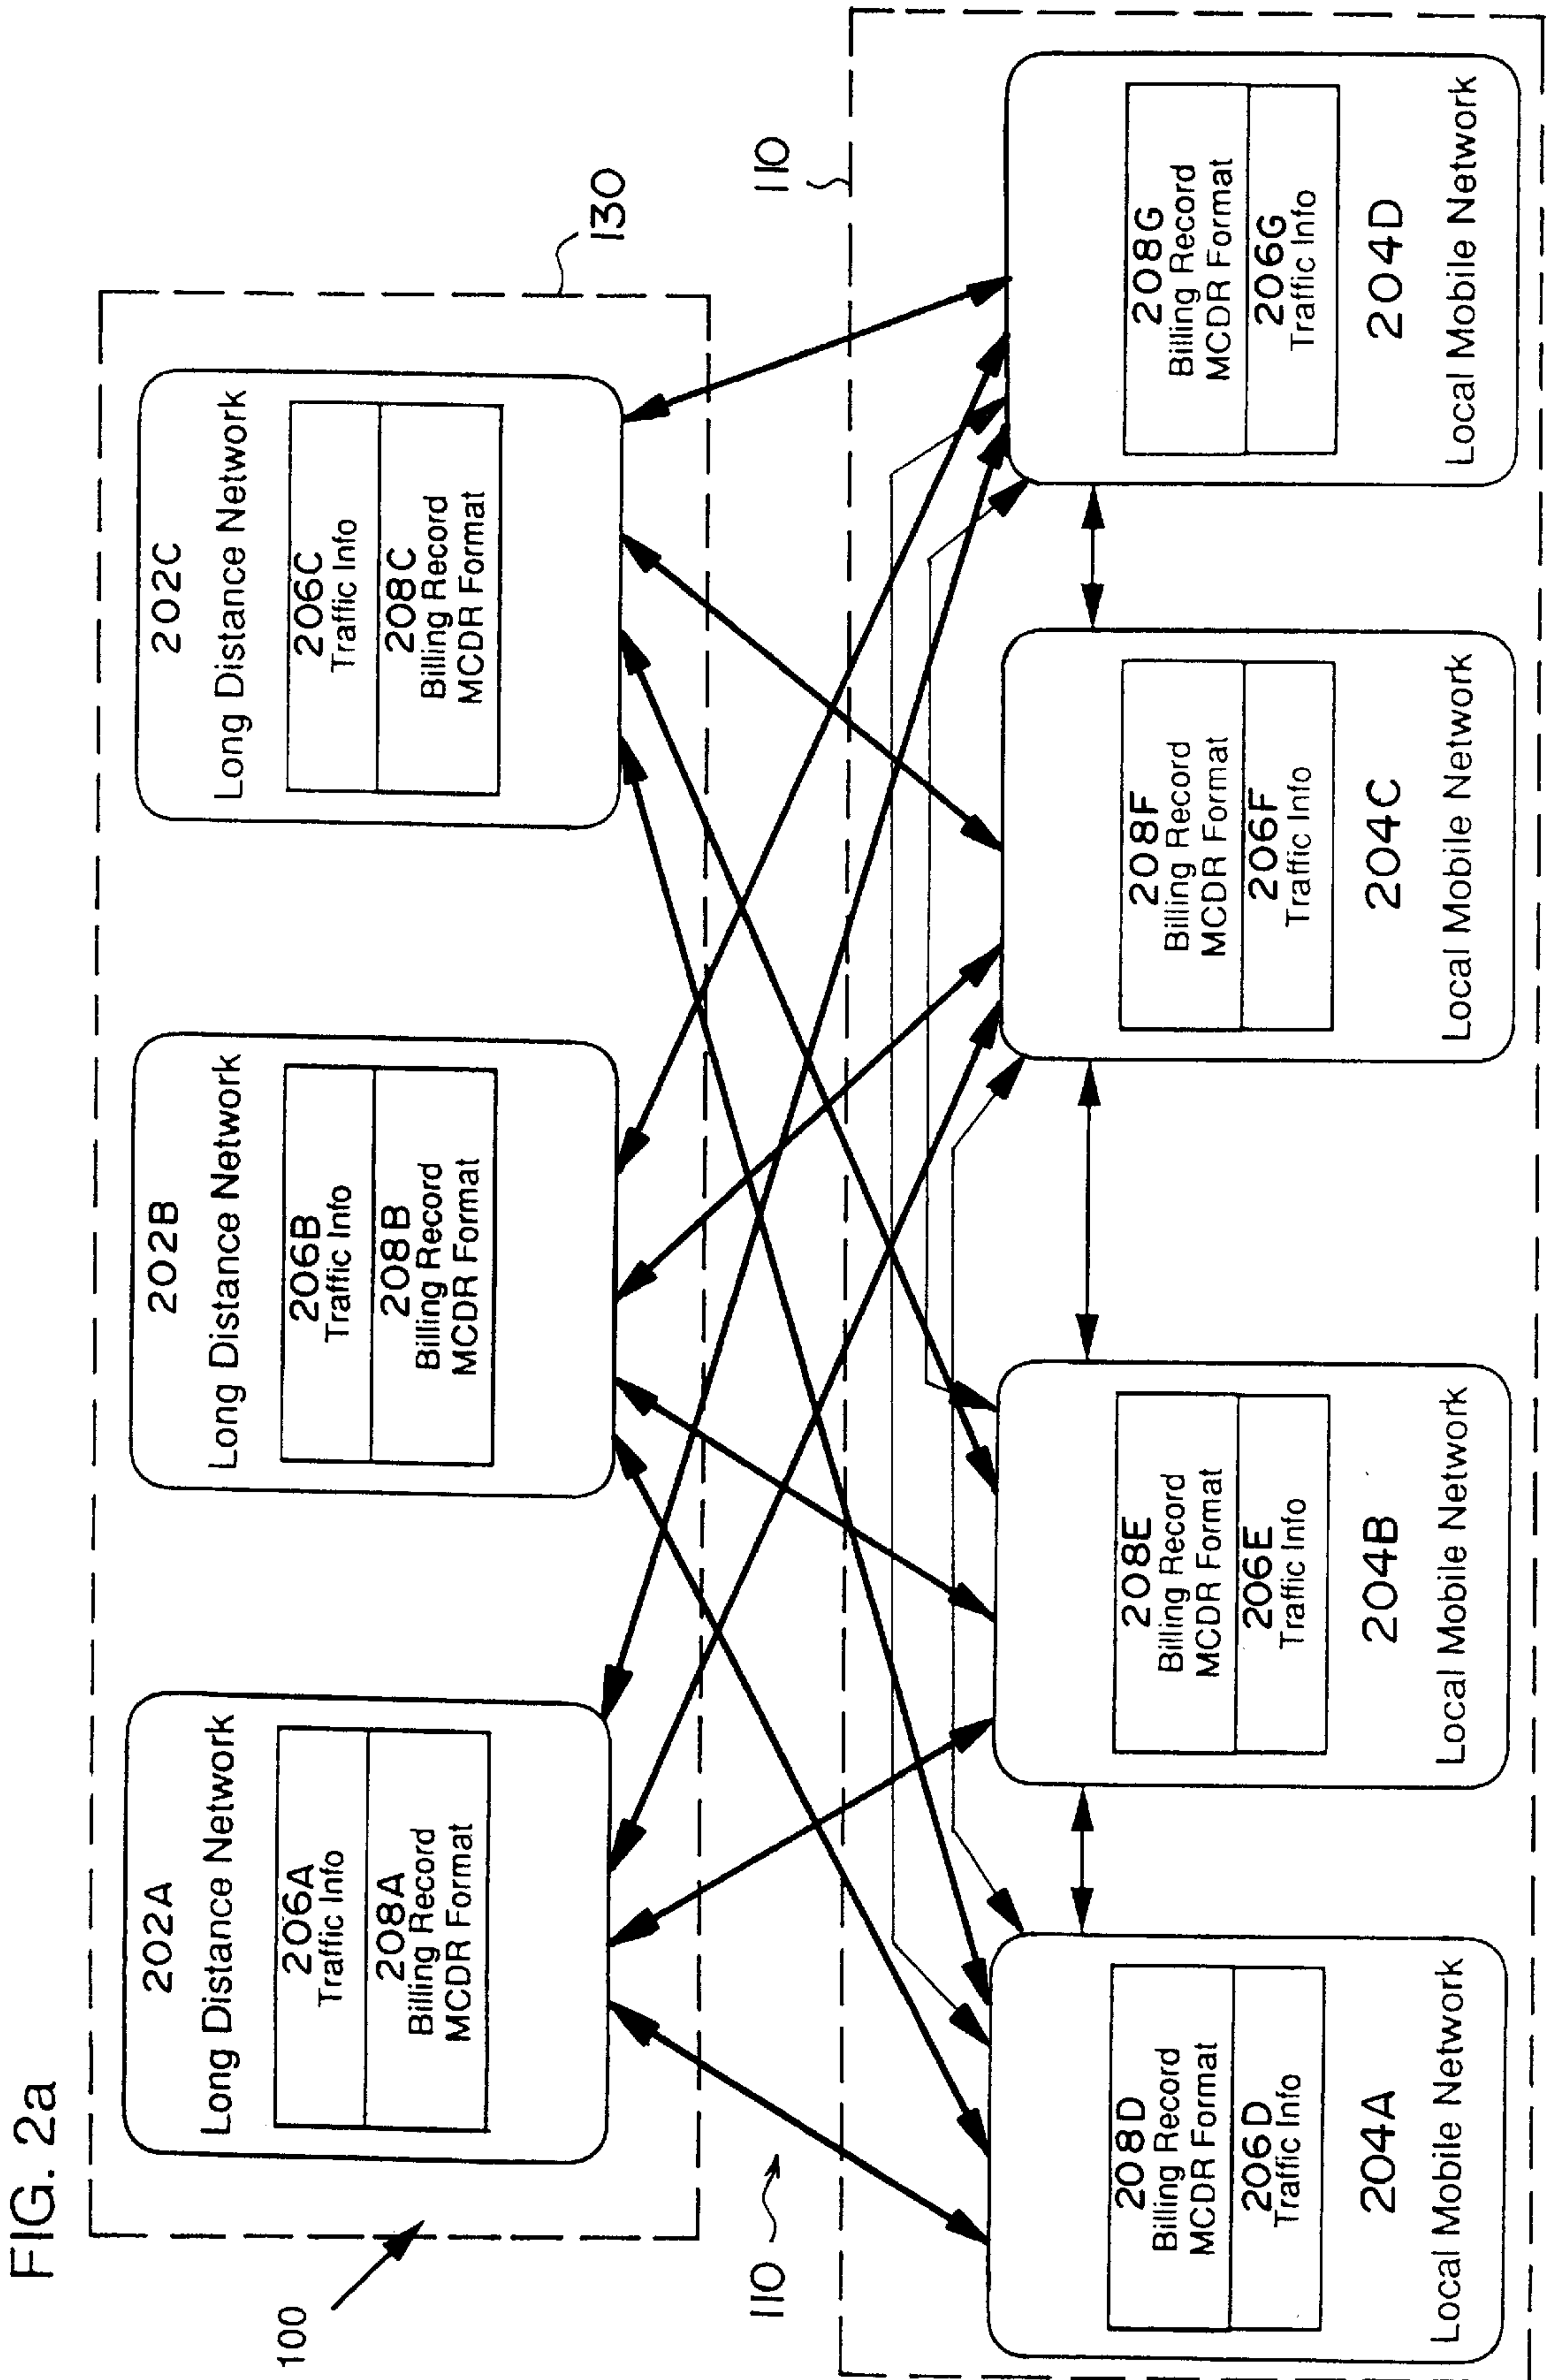 FIG. 2a
100
130
202A
Long Distance Network
206A
Traffic Info
208A
Billing Record
MCDR Format
202B
Long Distance Network
206B
Traffic Info
208B
Billing Record
MCDR Format
202C
Long Distance Network
206C
Traffic Info
208C
Billing Record
MCDR Format
110
110
208D
Billing Record
MCDR Format
206D
Traffic Info
204A
Local Mobile Network
208E
Billing Record
MCDR Format
206E
Traffic Info
204B
Local Mobile Network
208F
Billing Record
MCDR Format
206F
Traffic Info
204C
Local Mobile Network
208G
Billing Record
MCDR Format
206G
Traffic Info
204D
Local Mobile Network